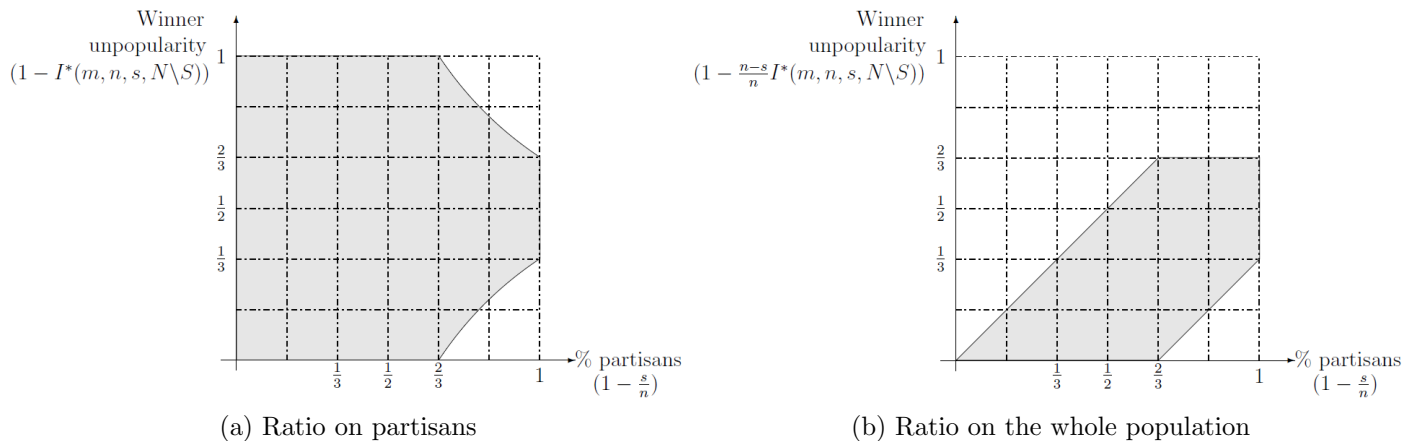 Winner
unpopularity
(1 − I*(m, n, s, N\S))
1
2/3
1/2
1/3
1/3
1/2
2/3
1
% partisans
(1 − s/n)
(a) Ratio on partisans
Winner
unpopularity
(1 − n−s/n I*(m, n, s, N\S))
1
2/3
1/2
1/3
1/3
1/2
2/3
1
% partisans
(1 − s/n)
(b) Ratio on the whole population